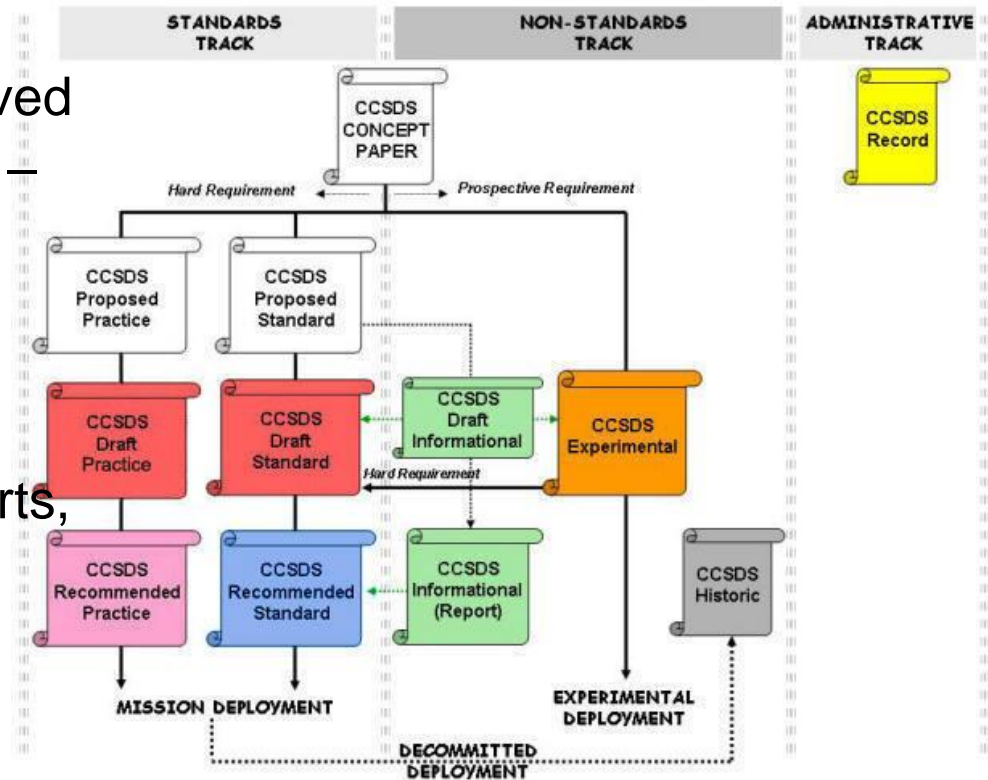 STANDARDS
TRACK
NON-STANDARDS
TRACK
ADMINISTRATIVE
TRACK
ved
–
rts,
CCSDS
CONCEPT
PAPER
CCSDS
Record
Hard Requirement
Prospective Requirement
CCSDS
Proposed
Practice
CCSDS
Proposed
Standard
CCSDS
Draft
Practice
CCSDS
Draft
Standard
CCSDS
Draft
Informational
CCSDS
Experimental
Hard Requirement
CCSDS
Recommended
Practice
CCSDS
Recommended
Standard
CCSDS
Informational
(Report)
CCSDS
Historic
MISSION DEPLOYMENT
EXPERIMENTAL
DEPLOYMENT
DECOMMITTED
DEPLOYMENT